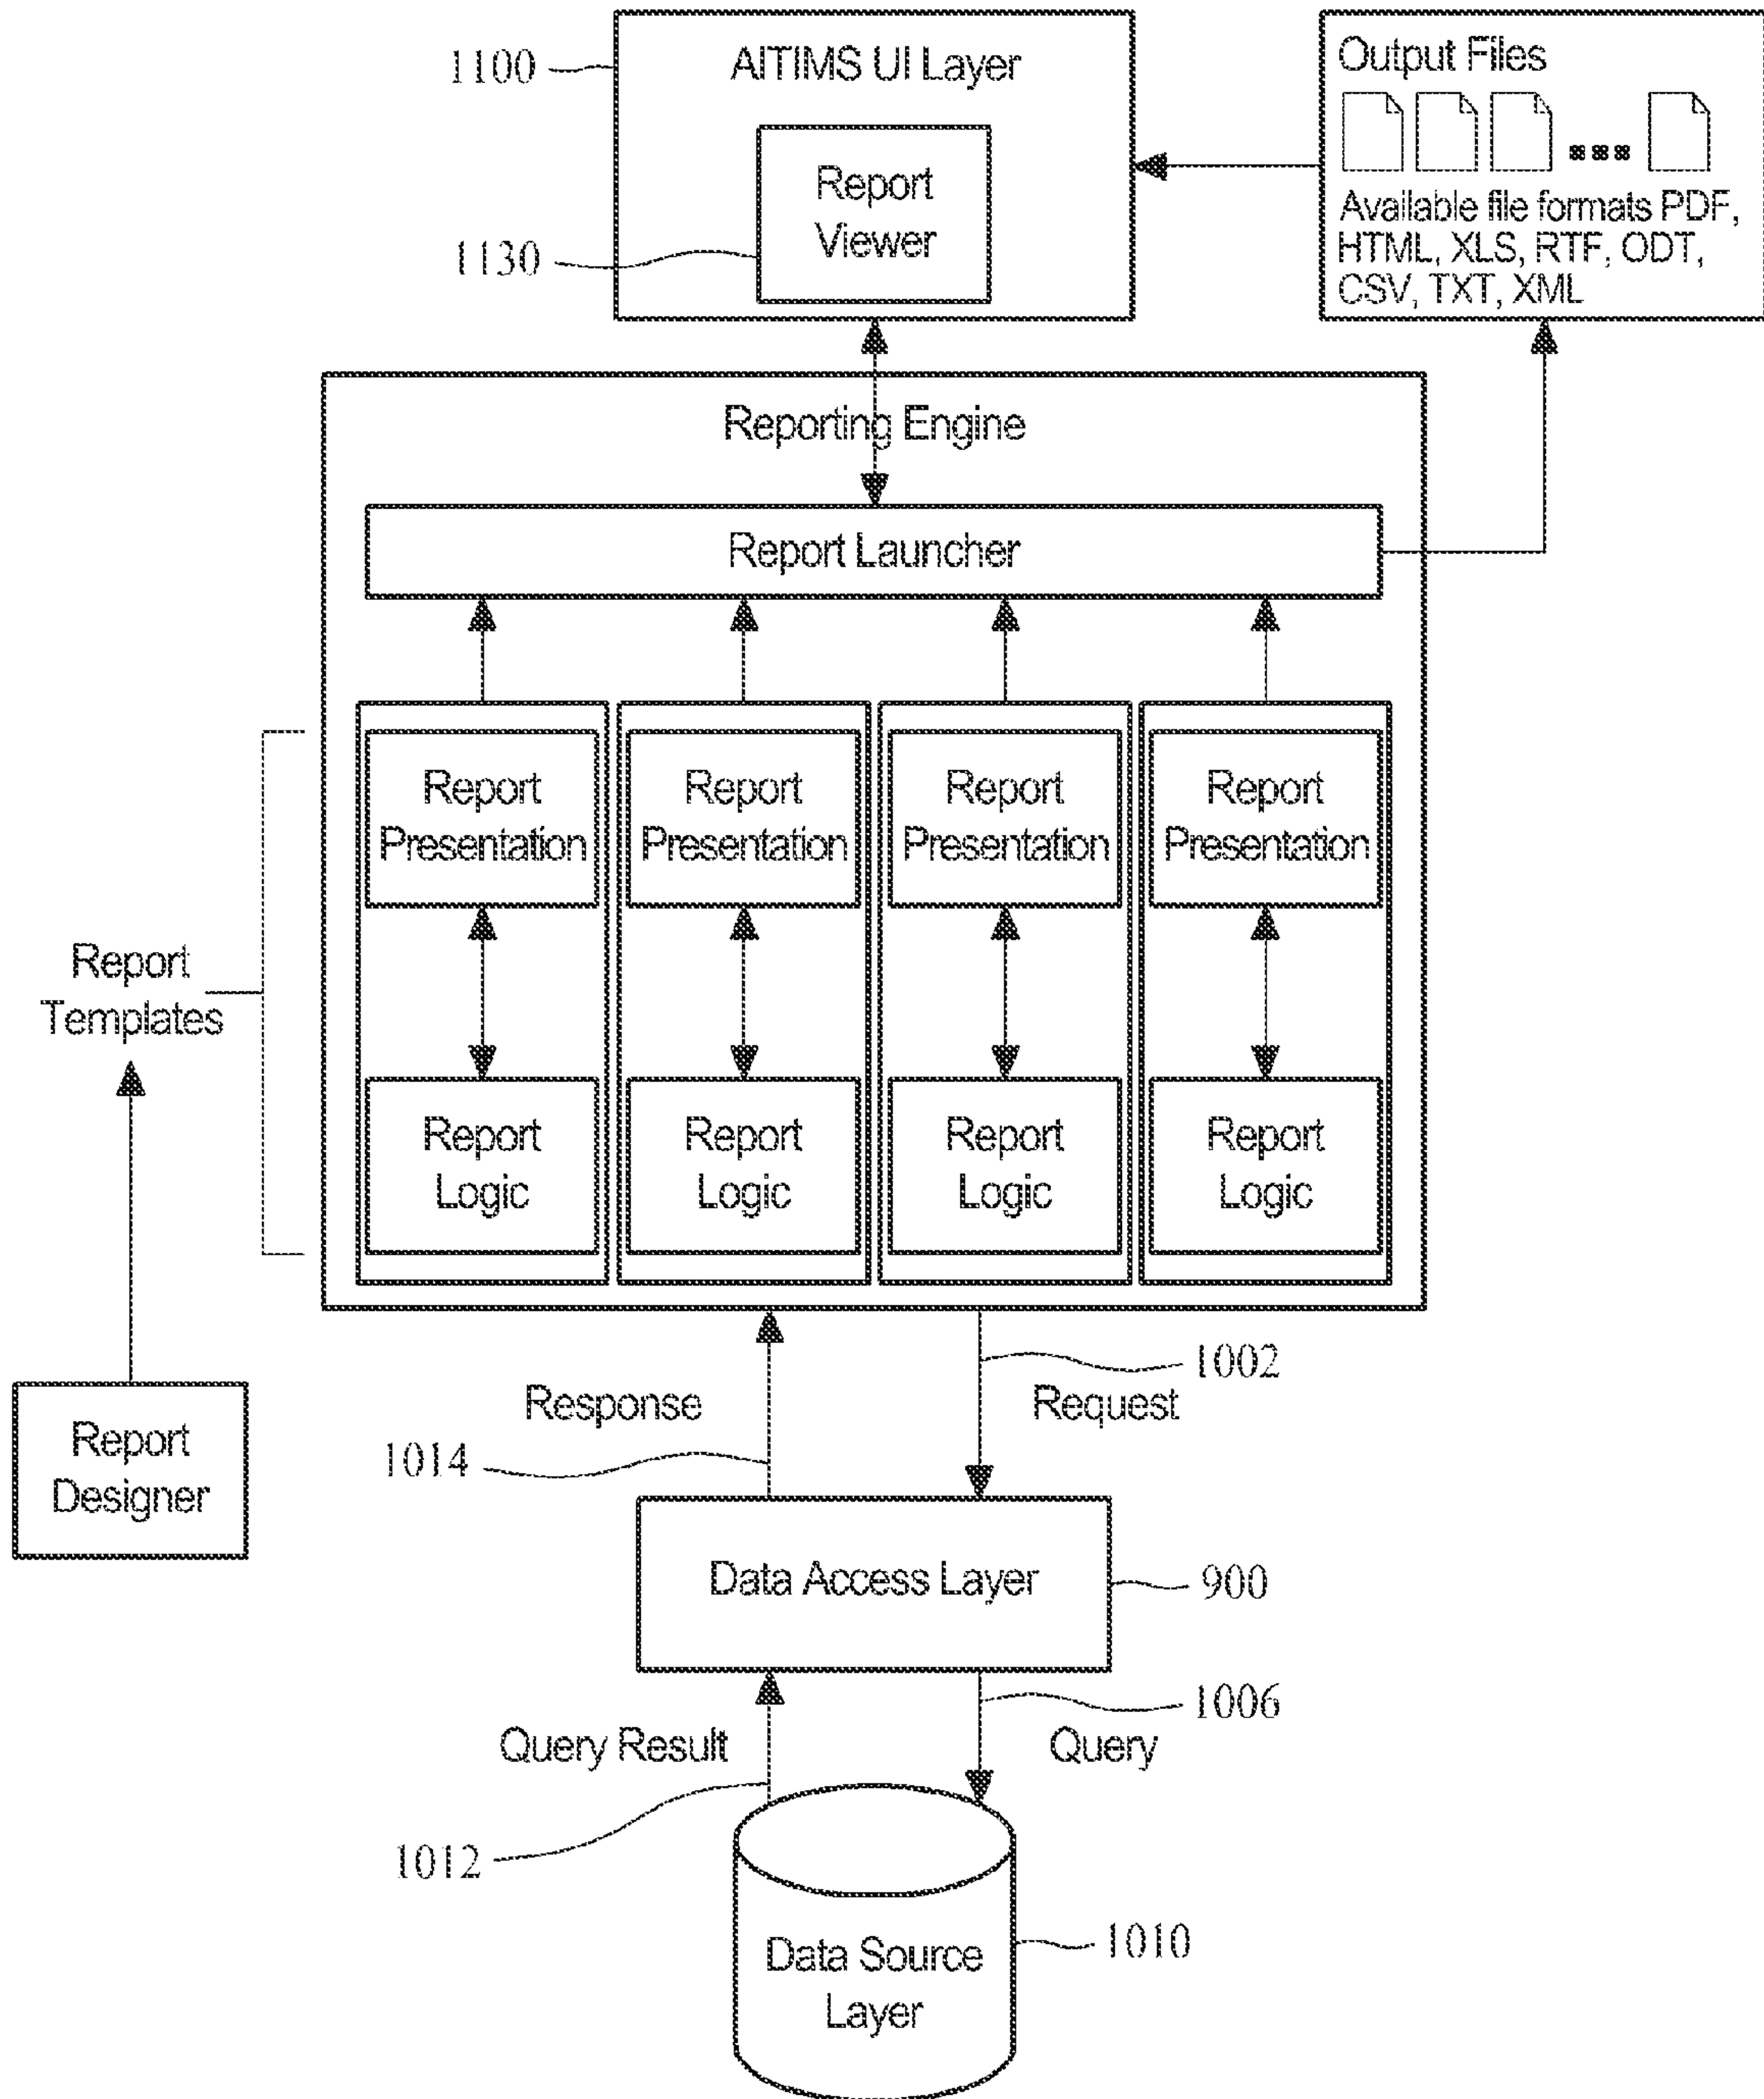 1100
AITIMS UI Layer
Report
Viewer
1130
Output Files
Available file formats PDF,
HTML, XLS, RTF, ODT,
CSV, TXT, XML
Reporting Engine
Report Launcher
Report
Presentation
Report
Presentation
Report
Presentation
Report
Presentation
Report
Templates
Report
Logic
Report
Logic
Report
Logic
Report
Logic
Report
Designer
Response
1014
1002
Request
Data Access Layer
900
Query Result
1012
1006
Query
Data Source
Layer
1010